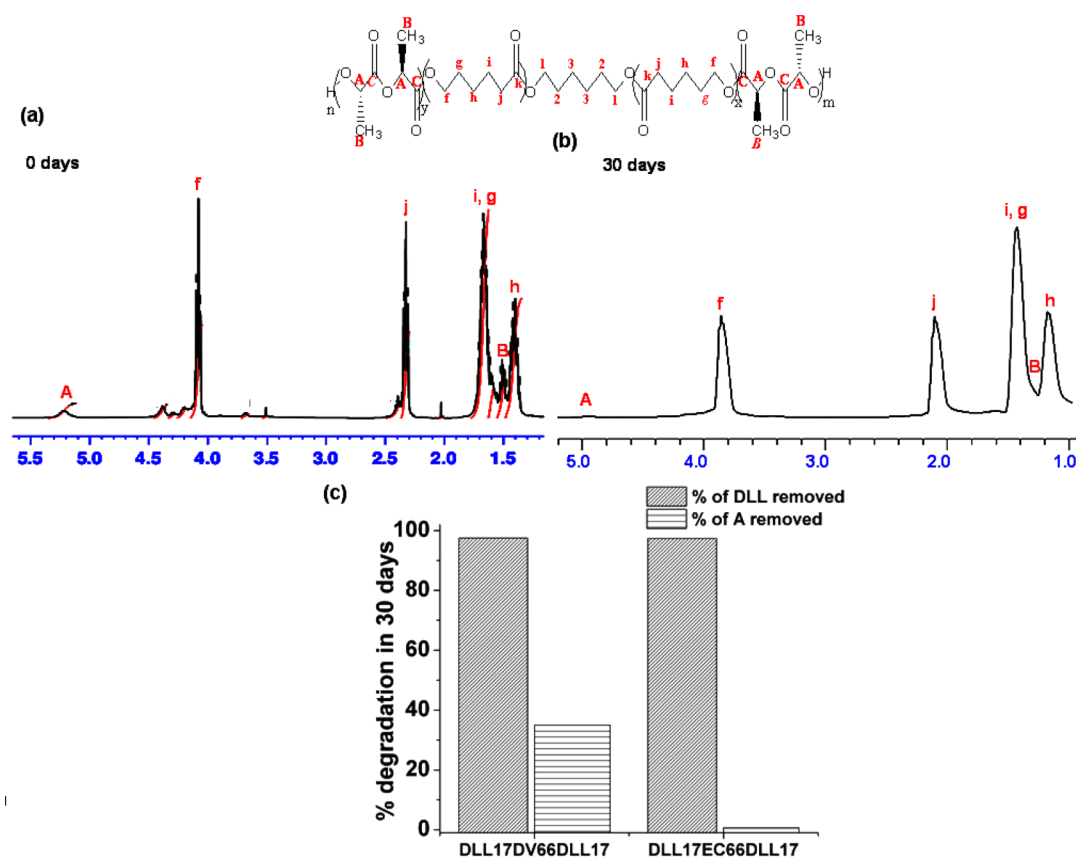 B B
CH3 CH3
O O O
g i l 3 2 j h f
H O A C A O k O O k O C A O C A O H
n O C y f h j O 2 3 l i g x m
CH3 O O CH3 O
B B
(a)
(b)
0 days
30 days
f
j
i, g
h
B
A
5.5 5.0 4.5 4.0 3.5 3.0 2.5 2.0 1.5
f
j
i, g
h
B
A
5.0 4.0 3.0 2.0 1.0
(c)
% of DLL removed
% of A removed
% degradation in 30 days
100
80
60
40
20
0
DLL17DV66DLL17 DLL17EC66DLL17